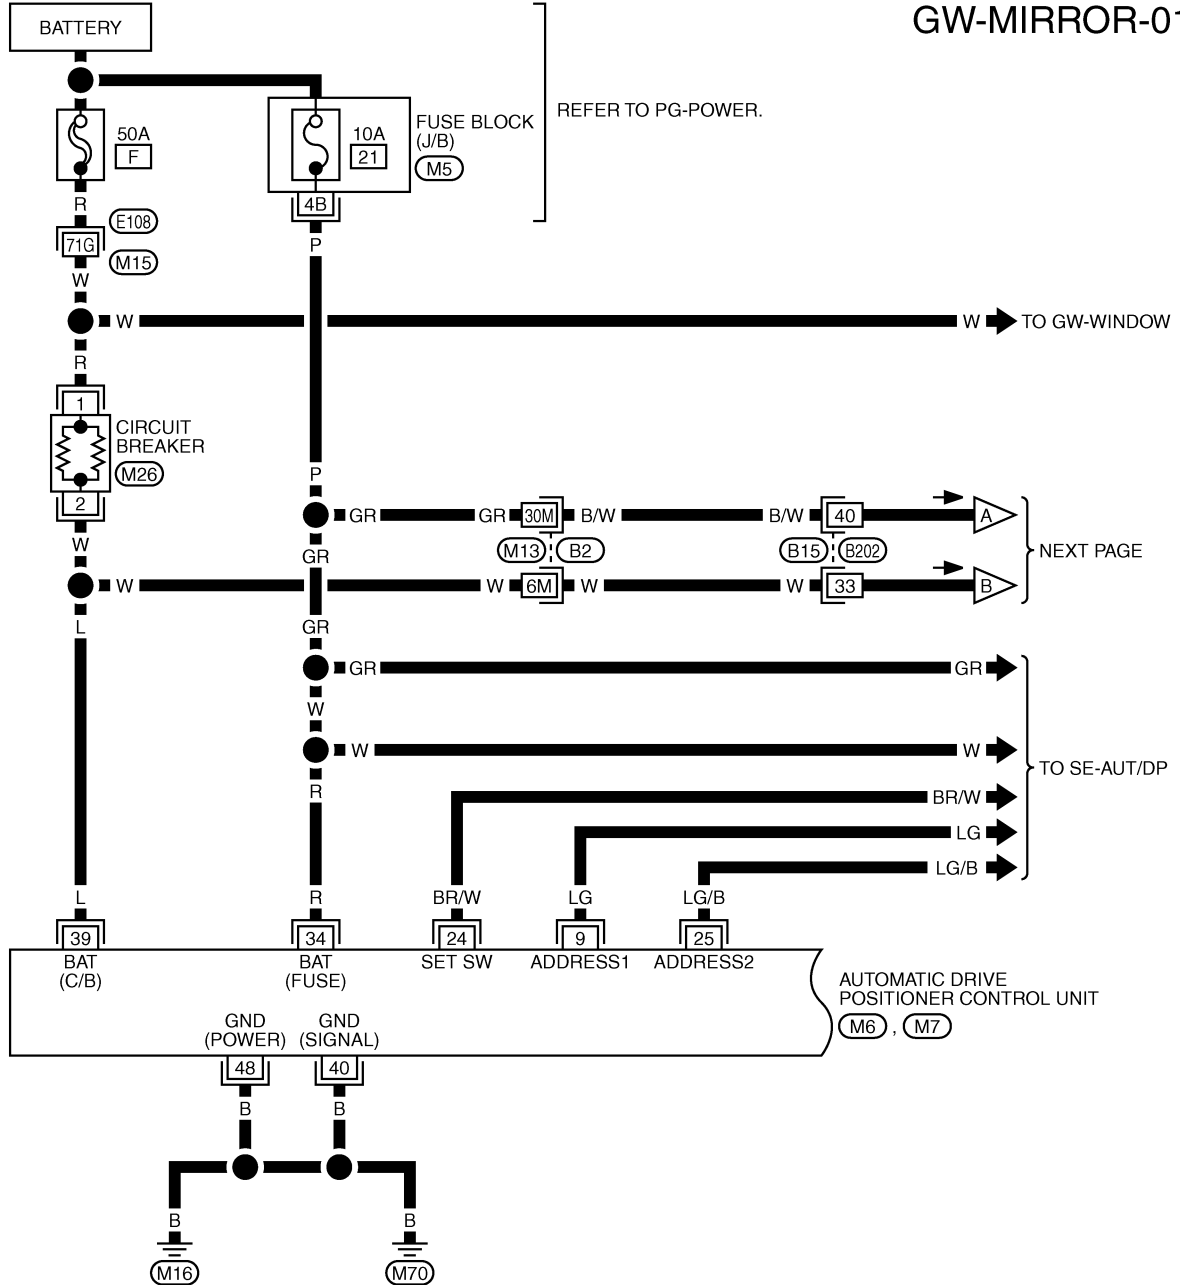 GW-MIRROR-01
BATTERY
REFER TO PG-POWER.
50A
F
10A
21
FUSE BLOCK
(J/B)
M5
R
4B
E108
71G
P
M15
W
W
W
TO GW-WINDOW
R
1
CIRCUIT
BREAKER
M26
P
2
GR
GR
30M
B/W
B/W
40
A
W
GR
M13
B2
B15
B202
NEXT PAGE
W
W
6M
W
W
33
B
L
GR
GR
GR
W
W
W
TO SE-AUT/DP
R
BR/W
LG
LG/B
L
R
BR/W
LG
LG/B
39
34
24
9
25
BAT
(C/B)
BAT
(FUSE)
SET SW
ADDRESS1
ADDRESS2
AUTOMATIC DRIVE
POSITIONER CONTROL UNIT
M6 , M7
GND
(POWER)
GND
(SIGNAL)
48
40
B
B
B
B
M16
M70